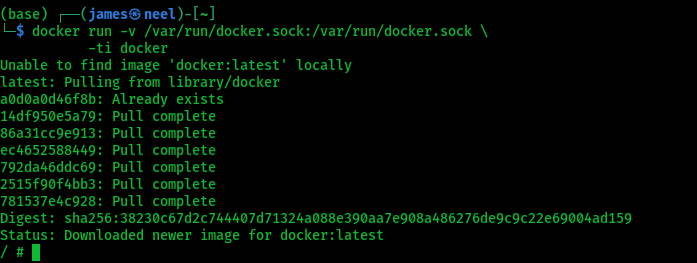 (base) ┌──(james㉿neel)-[~]
└─$ docker run -v /var/run/docker.sock:/var/run/docker.sock \
           -ti docker
Unable to find image 'docker:latest' locally
latest: Pulling from library/docker
a0d0a0d46f8b: Already exists
14df950e5a79: Pull complete
86a31cc9e913: Pull complete
ec4652588449: Pull complete
792da46ddc69: Pull complete
2515f90f4bb3: Pull complete
781537e4c928: Pull complete
Digest: sha256:38230c67d2c744407d71324a088e390aa7e908a486276de9c9c22e69004ad159
Status: Downloaded newer image for docker:latest
/ #